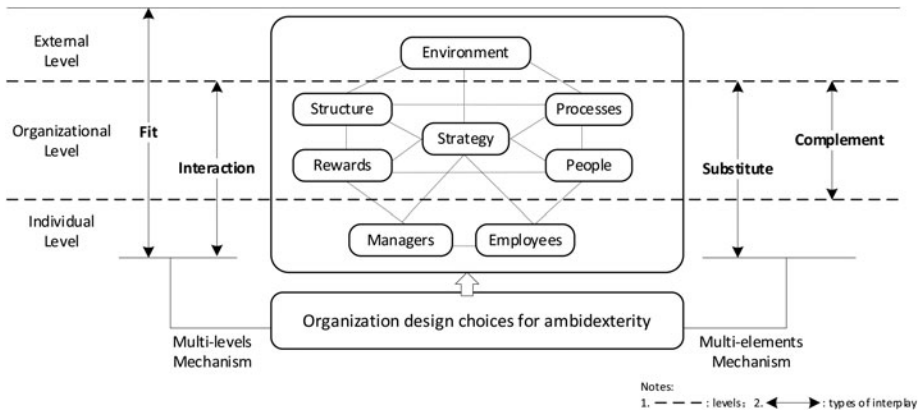 External
Level
Environment
Structure
Processes
Organizational
Level
Fit
Strategy
Complement
Interaction
Rewards
People
Substitute
Individual
Level
Managers
Employees
Organization design choices for ambidexterity
Multi-levels
Mechanism
Multi-elements
Mechanism
Notes:
1. : levels; 2. : types of interplay